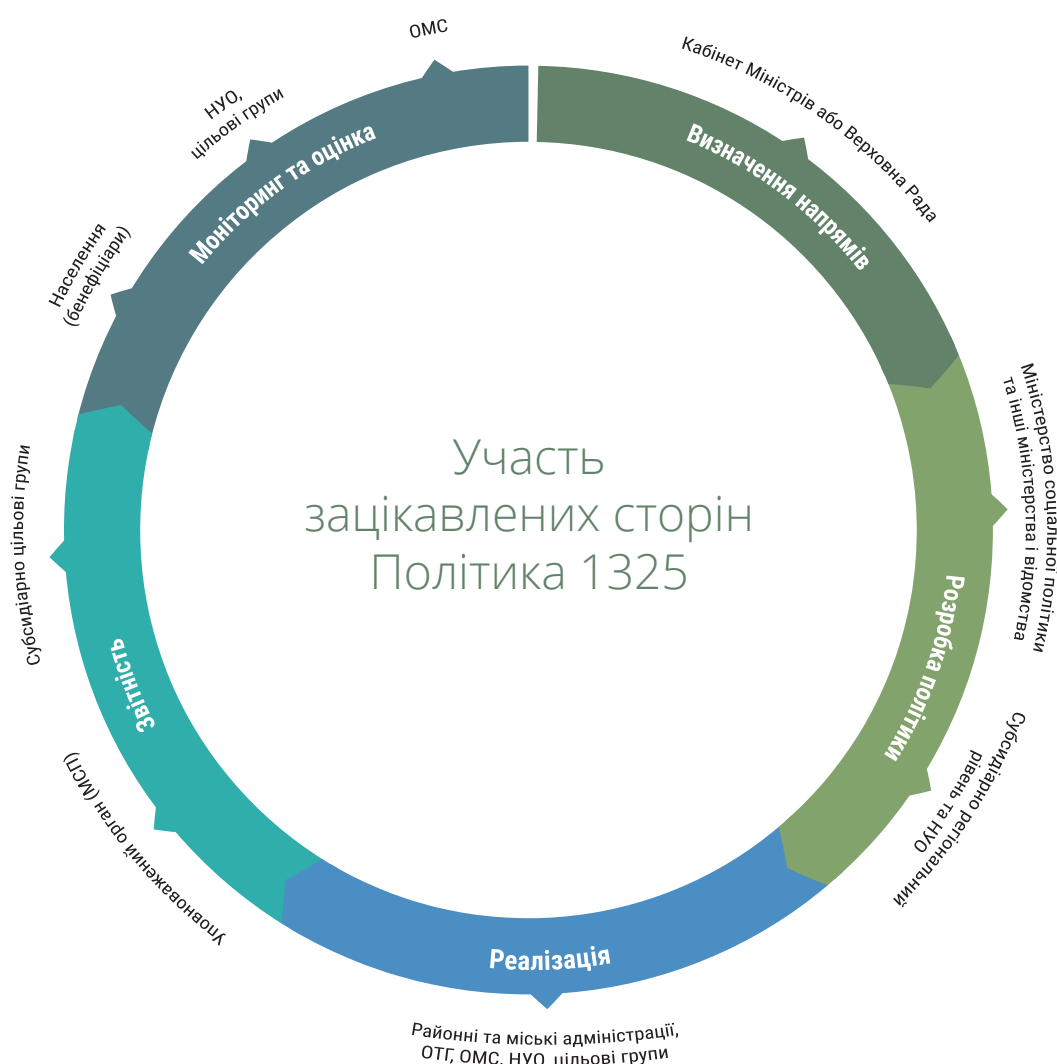 Участь
зацікавлених сторін
Політика 1325
Визначення напрямів
Кабінет Міністрів або Верховна Рада
Розробка політики
Міністерство соціальної політики
та інші міністерства і відомства
Субсидіарно регіональний
рівень та НУО
Реалізація
Районні та міські адміністрації,
ОТГ, ОМС, НУО, цільові групи
Звітність
Уповноважений орган (МСП)
Субсидіарно цільові групи
Моніторинг та оцінка
Населення
(бенефіціари)
НУО,
цільові групи
ОМС